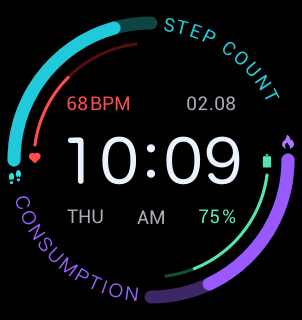 STEP COUNT
68BPM 02.08
10:09
THU AM 75%
CONSUMPTION